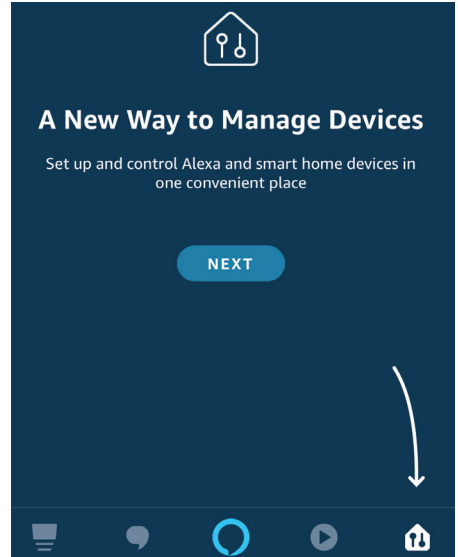 A New Way to Manage Devices
Set up and control Alexa and smart home devices in
one convenient place
NEXT